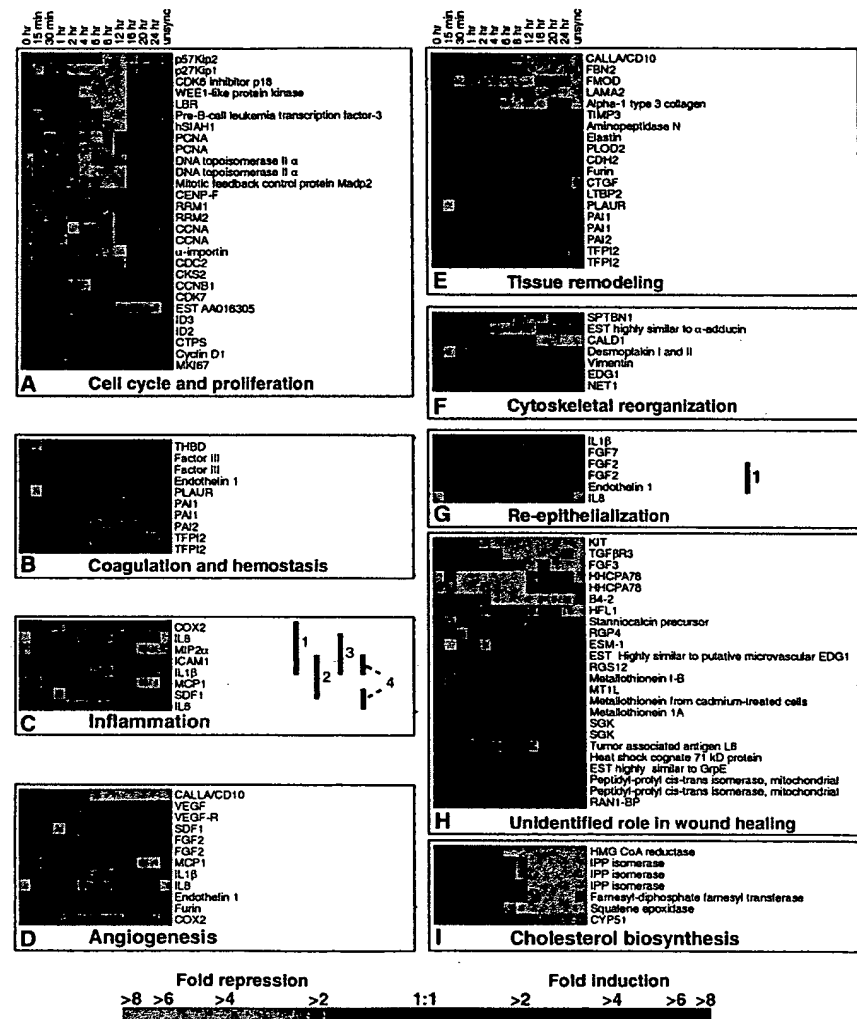 0 hr
15 min
30 min
1 hr
2 hr
4 hr
6 hr
8 hr
12 hr
16 hr
20 hr
24 hr
unsync
p57Kip2
p27Kip1
CDK6 inhibitor p18
WEE1-like protein kinase
LBR
Pre-B-cell leukemia transcription factor-3
hSIAH1
PCNA
PCNA
DNA topoisomerase II α
DNA topoisomerase II α
Mitotic feedback control protein Madp2
CENP-F
RRM1
RRM2
CCNA
CCNA
α-importin
CDC2
CKS2
CCNB1
CDK7
EST AA016305
ID3
ID2
CTPS
Cyclin D1
MKI67
A Cell cycle and proliferation
THBD
Factor III
Factor III
Endothelin 1
PLAUR
PAI1
PAI1
PAI2
TFPI2
TFPI2
B Coagulation and hemostasis
COX2
IL8
MIP2α
ICAM1
IL1β
MCP1
SDF1
IL6
1
2
3
4
C Inflammation
CALLA/CD10
VEGF
VEGF-R
SDF1
FGF2
FGF2
MCP1
IL1β
IL8
Endothelin 1
Furin
COX2
D Angiogenesis
0 hr
15 min
30 min
1 hr
2 hr
4 hr
6 hr
8 hr
12 hr
16 hr
20 hr
24 hr
unsync
CALLA/CD10
FBN2
FMOD
LAMA2
Alpha-1 type 3 collagen
TIMP3
Aminopeptidase N
Elastin
PLOD2
CDH2
Furin
CTGF
LTBP2
PLAUR
PAI1
PAI1
PAI2
TFPI2
TFPI2
E Tissue remodeling
SPTBN1
EST highly similar to α-adducin
CALD1
Desmoplakin I and II
Vimentin
EDG1
NET1
F Cytoskeletal reorganization
IL1β
FGF7
FGF2
FGF2
Endothelin 1
IL8
1
G Re-epithelialization
KIT
TGFβR3
FGF3
HHCPA78
HHCPA78
B4-2
HFL1
Stanniocalcin precursor
RGP4
ESM-1
EST Highly similar to putative microvascular EDG1
RGS12
Metallothionein I-B
MT1L
Metallothionein from cadmium-treated cells
Metallothionein 1A
SGK
SGK
Tumor associated antigen L6
Heat shock cognate 71 kD protein
EST highly similar to GrpE
Peptidyl-prolyl cis-trans isomerase, mitochondrial
Peptidyl-prolyl cis-trans isomerase, mitochondrial
RAN1-BP
H Unidentified role in wound healing
HMG CoA reductase
IPP isomerase
IPP isomerase
IPP isomerase
Farnesyl-diphosphate farnesyl transferase
Squalene epoxidase
CYP51
I Cholesterol biosynthesis
Fold repression Fold induction
>8 >6 >4 >2 1:1 >2 >4 >6 >8